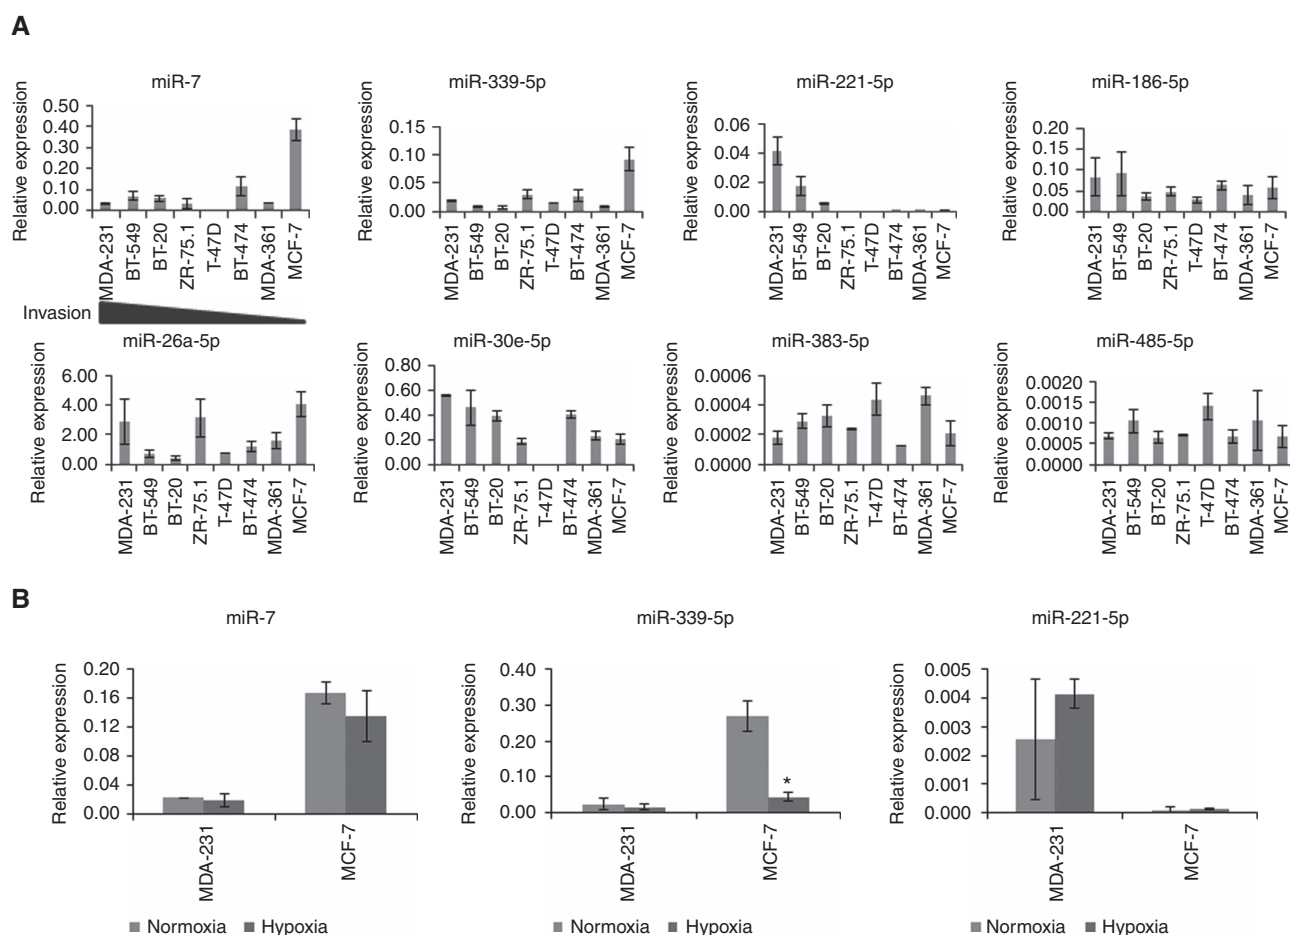 A
miR-7
Relative expression
0.50
0.40
0.30
0.20
0.10
0.00
MDA-231
BT-549
BT-20
ZR-75.1
T-47D
BT-474
MDA-361
MCF-7
Invasion
miR-339-5p
Relative expression
0.15
0.10
0.05
0.00
MDA-231
BT-549
BT-20
ZR-75.1
T-47D
BT-474
MDA-361
MCF-7
miR-221-5p
Relative expression
0.06
0.04
0.02
0.00
MDA-231
BT-549
BT-20
ZR-75.1
T-47D
BT-474
MDA-361
MCF-7
miR-186-5p
Relative expression
0.20
0.15
0.10
0.05
0.00
MDA-231
BT-549
BT-20
ZR-75.1
T-47D
BT-474
MDA-361
MCF-7
miR-26a-5p
Relative expression
6.00
4.00
2.00
0.00
MDA-231
BT-549
BT-20
ZR-75.1
T-47D
BT-474
MDA-361
MCF-7
miR-30e-5p
Relative expression
0.80
0.60
0.40
0.20
0.00
MDA-231
BT-549
BT-20
ZR-75.1
T-47D
BT-474
MDA-361
MCF-7
miR-383-5p
Relative expression
0.0006
0.0004
0.0002
0.0000
MDA-231
BT-549
BT-20
ZR-75.1
T-47D
BT-474
MDA-361
MCF-7
miR-485-5p
Relative expression
0.0020
0.0015
0.0010
0.0005
0.0000
MDA-231
BT-549
BT-20
ZR-75.1
T-47D
BT-474
MDA-361
MCF-7
B
miR-7
Relative expression
0.20
0.16
0.12
0.08
0.04
0.00
MDA-231
MCF-7
Normoxia Hypoxia
miR-339-5p
Relative expression
0.40
0.30
0.20
0.10
0.00
*
MDA-231
MCF-7
Normoxia Hypoxia
miR-221-5p
Relative expression
0.005
0.004
0.003
0.002
0.001
0.000
MDA-231
MCF-7
Normoxia Hypoxia